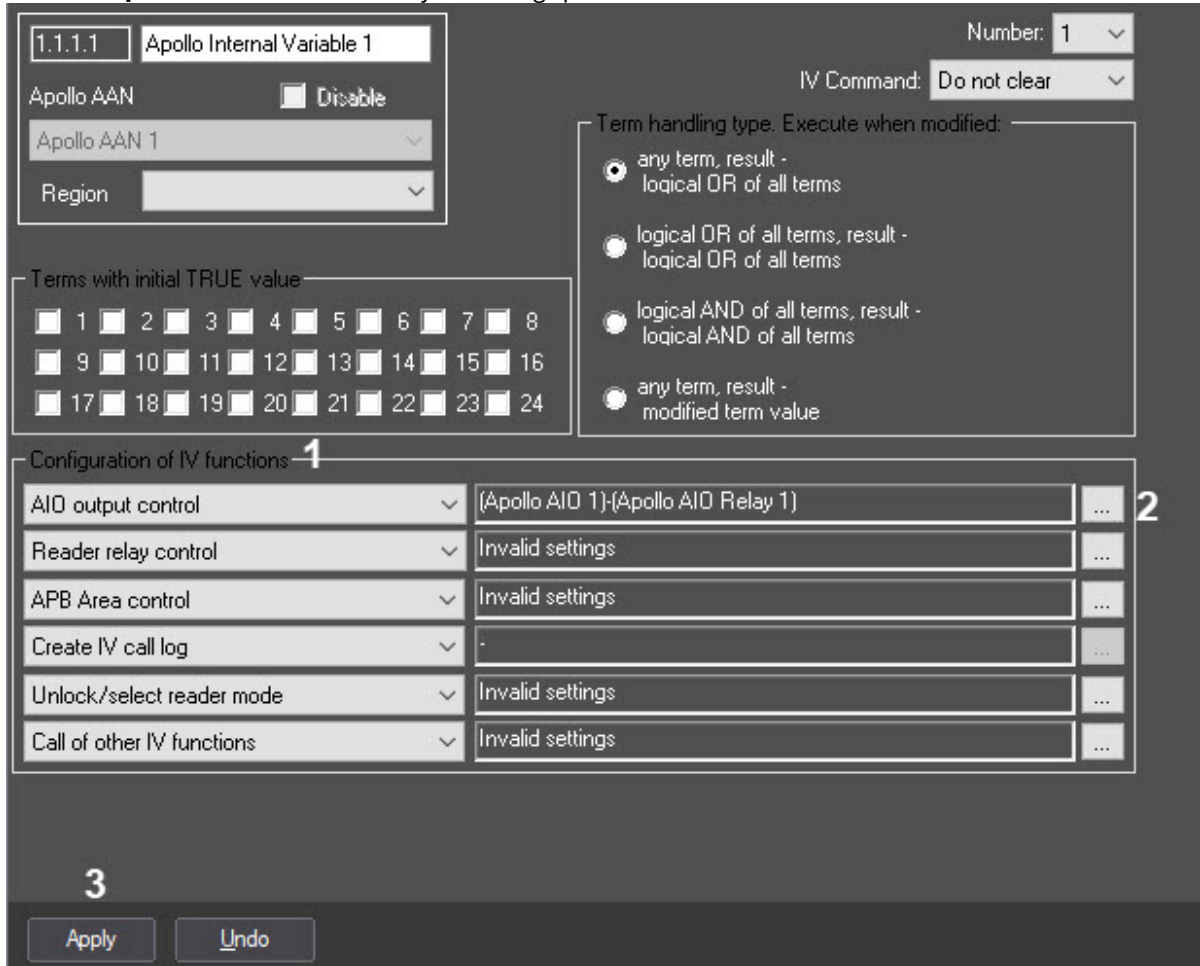 1.1.1.1 Apollo Internal Variable 1
Number: 1
IV Command: Do not clear
Apollo AAN Disable
Apollo AAN 1
Region
Term handling type. Execute when modified:
any term, result -
logical OR of all terms
logical OR of all terms, result -
logical OR of all terms
logical AND of all terms, result -
logical AND of all terms
any term, result -
modified term value
Terms with initial TRUE value
1 2 3 4 5 6 7 8
9 10 11 12 13 14 15 16
17 18 19 20 21 22 23 24
Configuration of IV functions 1
AIO output control (Apollo AIO 1)-(Apollo AIO Relay 1) ... 2
Reader relay control Invalid settings ...
APB Area control Invalid settings ...
Create IV call log - ...
Unlock/select reader mode Invalid settings ...
Call of other IV functions Invalid settings ...
3
Apply Undo